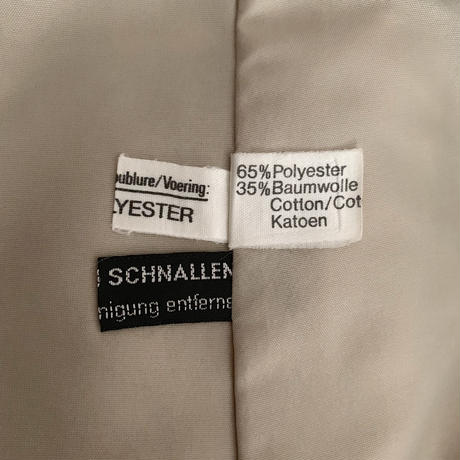 oublure/Voering:
LYESTER
65%Polyester
35%Baumwolle
Cotton/Cot
Katoen
SCHNALLEN
nigung entferne